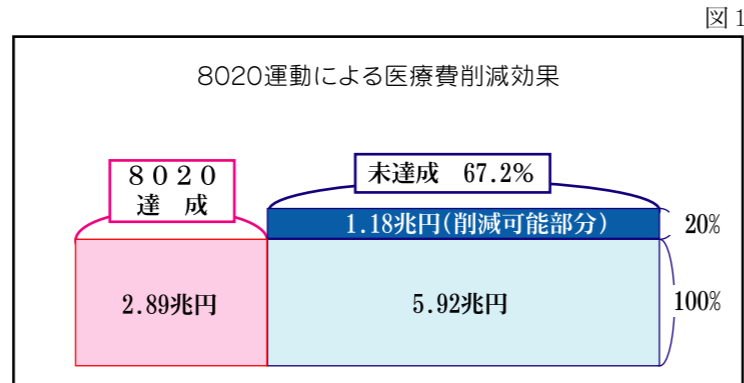 図1
8020運動による医療費削減効果
８０２０
達　成
未達成　67.2%
1.18兆円(削減可能部分)
20%
2.89兆円
5.92兆円
100%